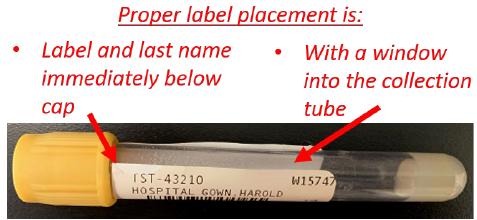 Proper label placement is:
• Label and last name
immediately below
cap
• With a window
into the collection
tube
TST-43210 W15747
HOSPITAL GOWN,HAROLD